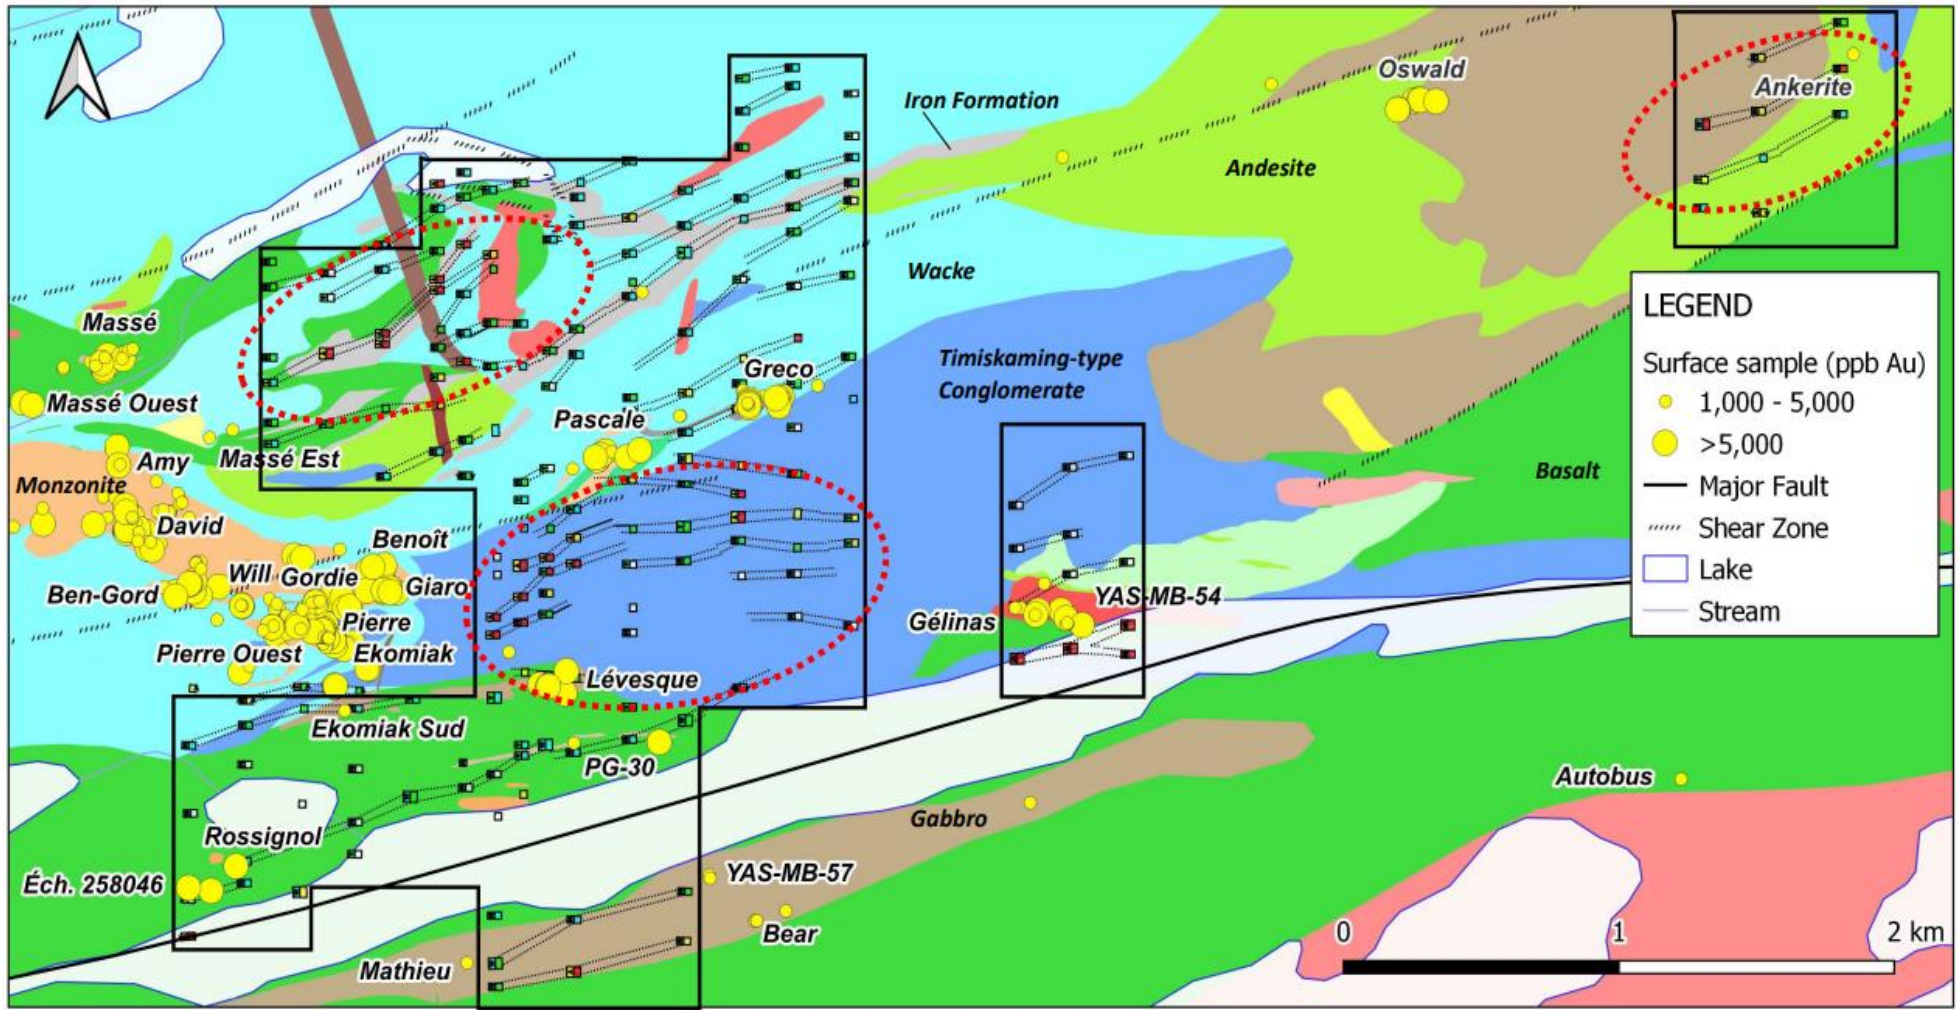 Oswald
Ankerite
Iron Formation
Andesite
Wacke
LEGEND
Surface sample (ppb Au)
1,000 - 5,000
>5,000
Major Fault
Shear Zone
Lake
Stream
Massé
Massé Ouest
Timiskaming-type
Conglomerate
Greco
Pascale
Amy
Massé Est
Monzonite
Basalt
David
Benoît
Will
Gordie
Giaro
Ben-Gord
YAS-MB-54
Gélinas
Pierre
Pierre Ouest
Ekomiak
Lévesque
Ekomiak Sud
PG-30
Autobus
Rossignol
Gabbro
Éch. 258046
YAS-MB-57
Bear
Mathieu
0 1 2 km